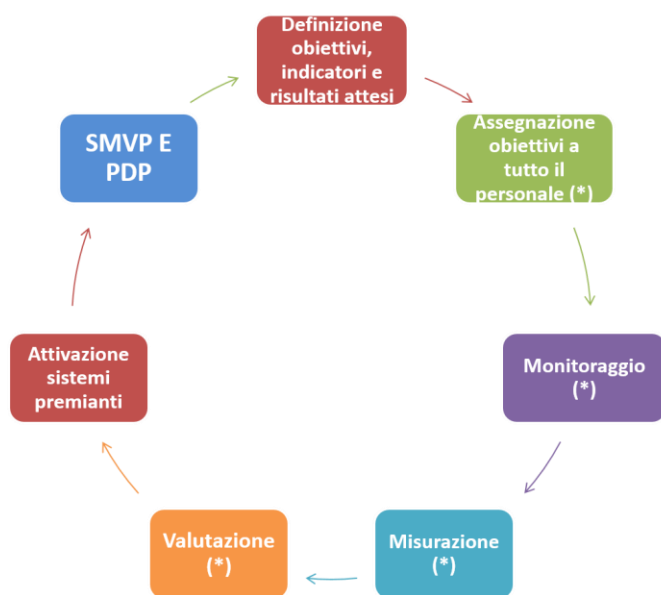 Definizione
obiettivi,
indicatori e
risultati attesi
Assegnazione
obiettivi a
tutto il
personale (*)
Monitoraggio
(*)
Misurazione
(*)
Valutazione
(*)
Attivazione
sistemi
premianti
SMVP E
PDP